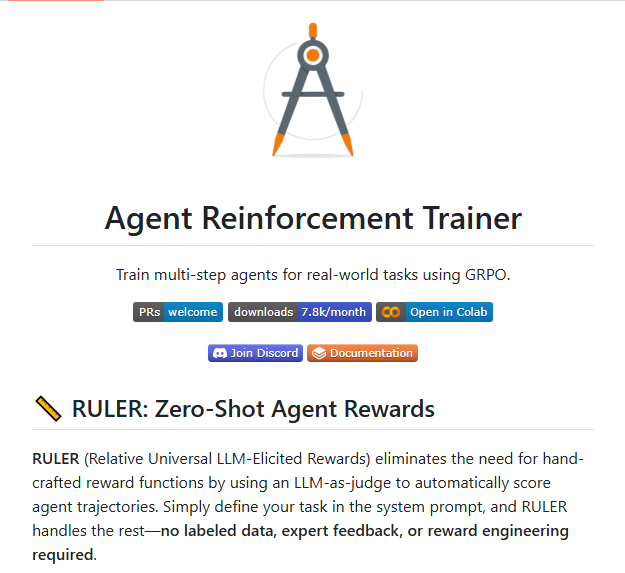 Agent Reinforcement Trainer
Train multi-step agents for real-world tasks using GRPO.
PRs welcome downloads 7.8k/month Open in Colab
Join Discord Documentation
RULER: Zero-Shot Agent Rewards
RULER (Relative Universal LLM-Elicited Rewards) eliminates the need for hand-
crafted reward functions by using an LLM-as-judge to automatically score
agent trajectories. Simply define your task in the system prompt, and RULER
handles the rest—no labeled data, expert feedback, or reward engineering
required.